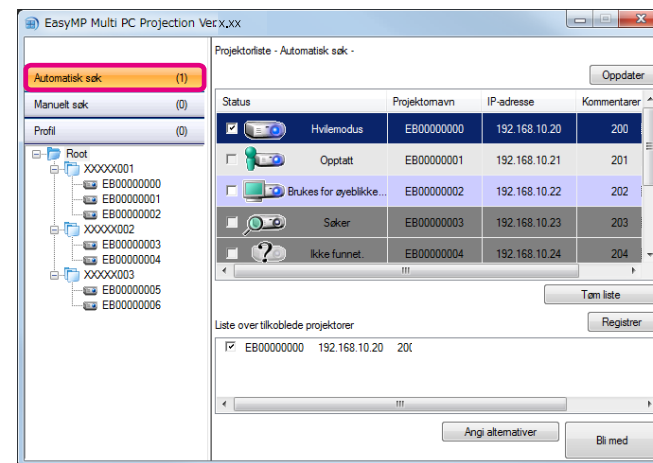 EasyMP Multi PC Projection Ver.x.xx
Projektorliste - Automatisk søk -
Automatisk søk (1)
Manuelt søk (0)
Profil (0)
Root
XXXXX001
EB00000000
EB00000001
EB00000002
XXXXX002
EB00000003
EB00000004
XXXXX003
EB00000005
EB00000006
Oppdater
Status Projektornavn IP-adresse Kommentarer
Hvilemodus EB00000000 192.168.10.20 200
Opptatt EB00000001 192.168.10.21 201
Brukes for øyeblikke... EB00000002 192.168.10.22 202
Søker EB00000003 192.168.10.23 203
Ikke funnet. EB00000004 192.168.10.24 204
Tøm liste
Liste over tilkoblede projektorer
Registrer
EB00000000 192.168.10.20 200
Angi alternativer
Bli med